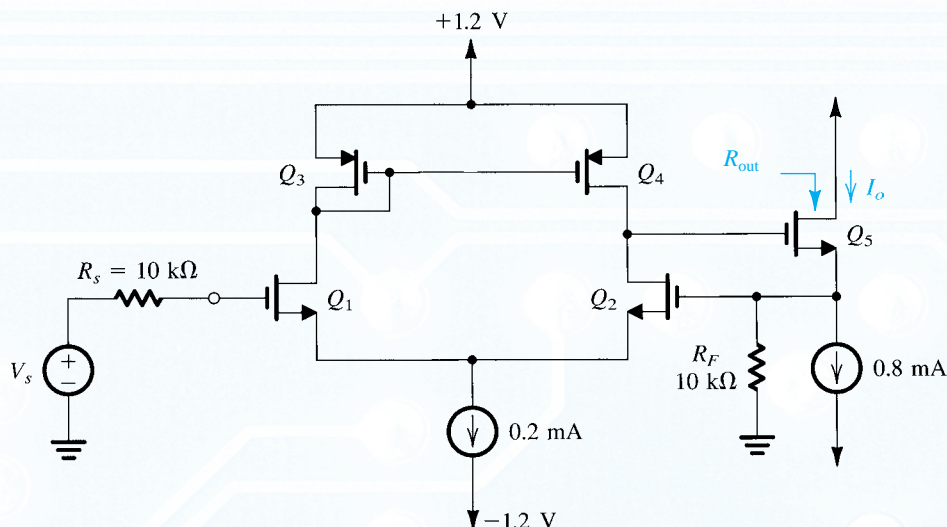 +1.2 V
Q3
Q4
Rout
Io
Q5
Rs = 10 kΩ
Q1
Q2
Vs
+
−
RF
10 kΩ
0.8 mA
0.2 mA
−1.2 V